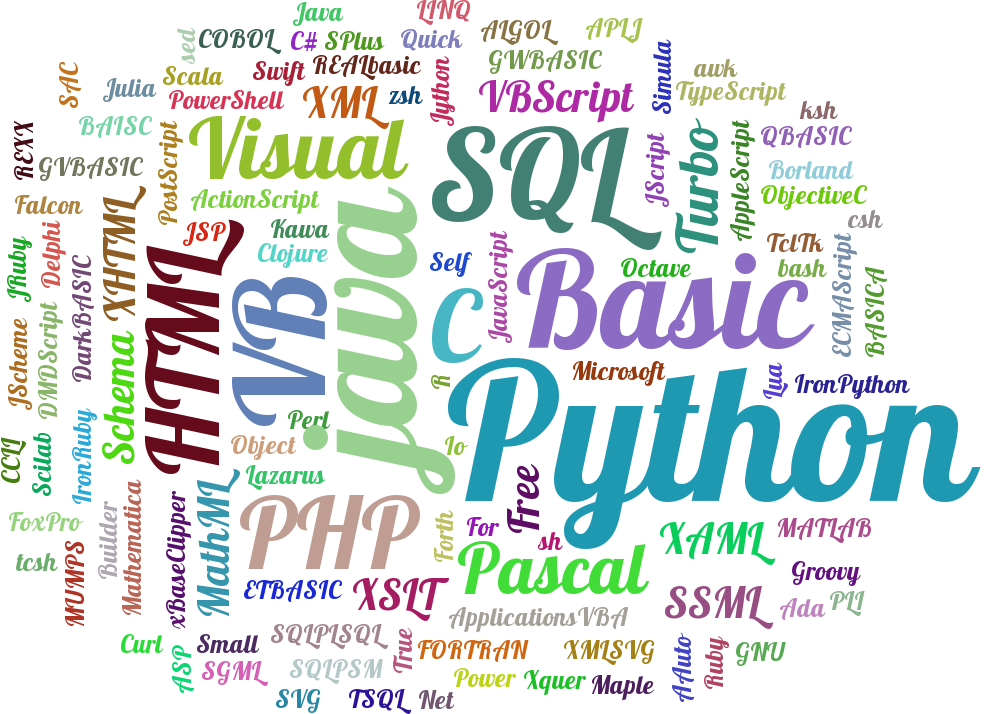 Java
LINQ
sed
COBOL
C#
SPlus
Quick
ALGOL
APLJ
SAC
Julia
Scala
Swift
REALbasic
Jython
GWBASIC
Simula
awk
PowerShell
XML
zsh
VBScript
TypeScript
ksh
BAISC
PostScript
Visual
SQL
JScript
Turbo
AppleScript
QBASIC
REXX
GVBASIC
Borland
Falcon
XHTML
ActionScript
java
ObjectiveC
JRuby
Delphi
JSP
Kawa
Clojure
csh
TclTk
DarkBASIC
HTML
VB
Self
JavaScript
Basic
Octave
bash
ECMAScript
BASICA
JScheme
DMDScript
Schema
C
R
Microsoft
Lua
IronPython
CCLI
Scilab
IronRuby
Perl
Object
Io
Python
Lazarus
FoxPro
Builder
Mathematica
xBaseClipper
MathML
PHP
Forth
For
Free
sh
XAML
MATLAB
tcsh
MUMPS
ETBASIC
XSLT
Pascal
Groovy
ApplicationsVBA
SSML
Ada
PLI
Curl
ASP
Small
SQLPLSQL
True
FORTRAN
XMLSVG
AAuto
Ruby
GNU
SGML
SQLPSM
Power
Xquer
Maple
SVG
TSQL
Net